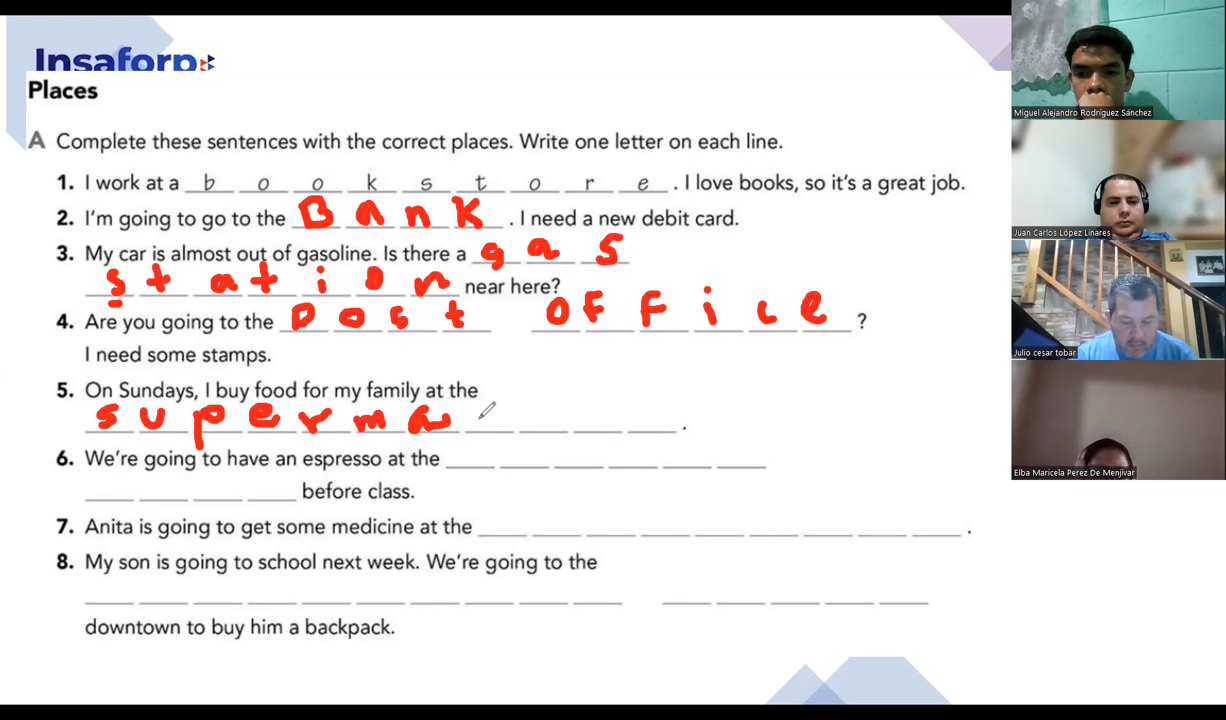 Insaforp
Places
A Complete these sentences with the correct places. Write one letter on each line.
1. I work at a b o o k s t o r e . I love books, so it's a great job.
2. I'm going to go to the B a n K . I need a new debit card.
3. My car is almost out of gasoline. Is there a g a s
s t a t i o n near here?
4. Are you going to the p o s t o f F i c e ?
I need some stamps.
5. On Sundays, I buy food for my family at the
s u p e r m a .
6. We're going to have an espresso at the
before class.
7. Anita is going to get some medicine at the .
8. My son is going to school next week. We're going to the
downtown to buy him a backpack.
Miguel Alejandro Rodríguez Sánchez
Juan Carlos López Linares
Julio cesar tobar
Elba Maricela Perez De Menjivar